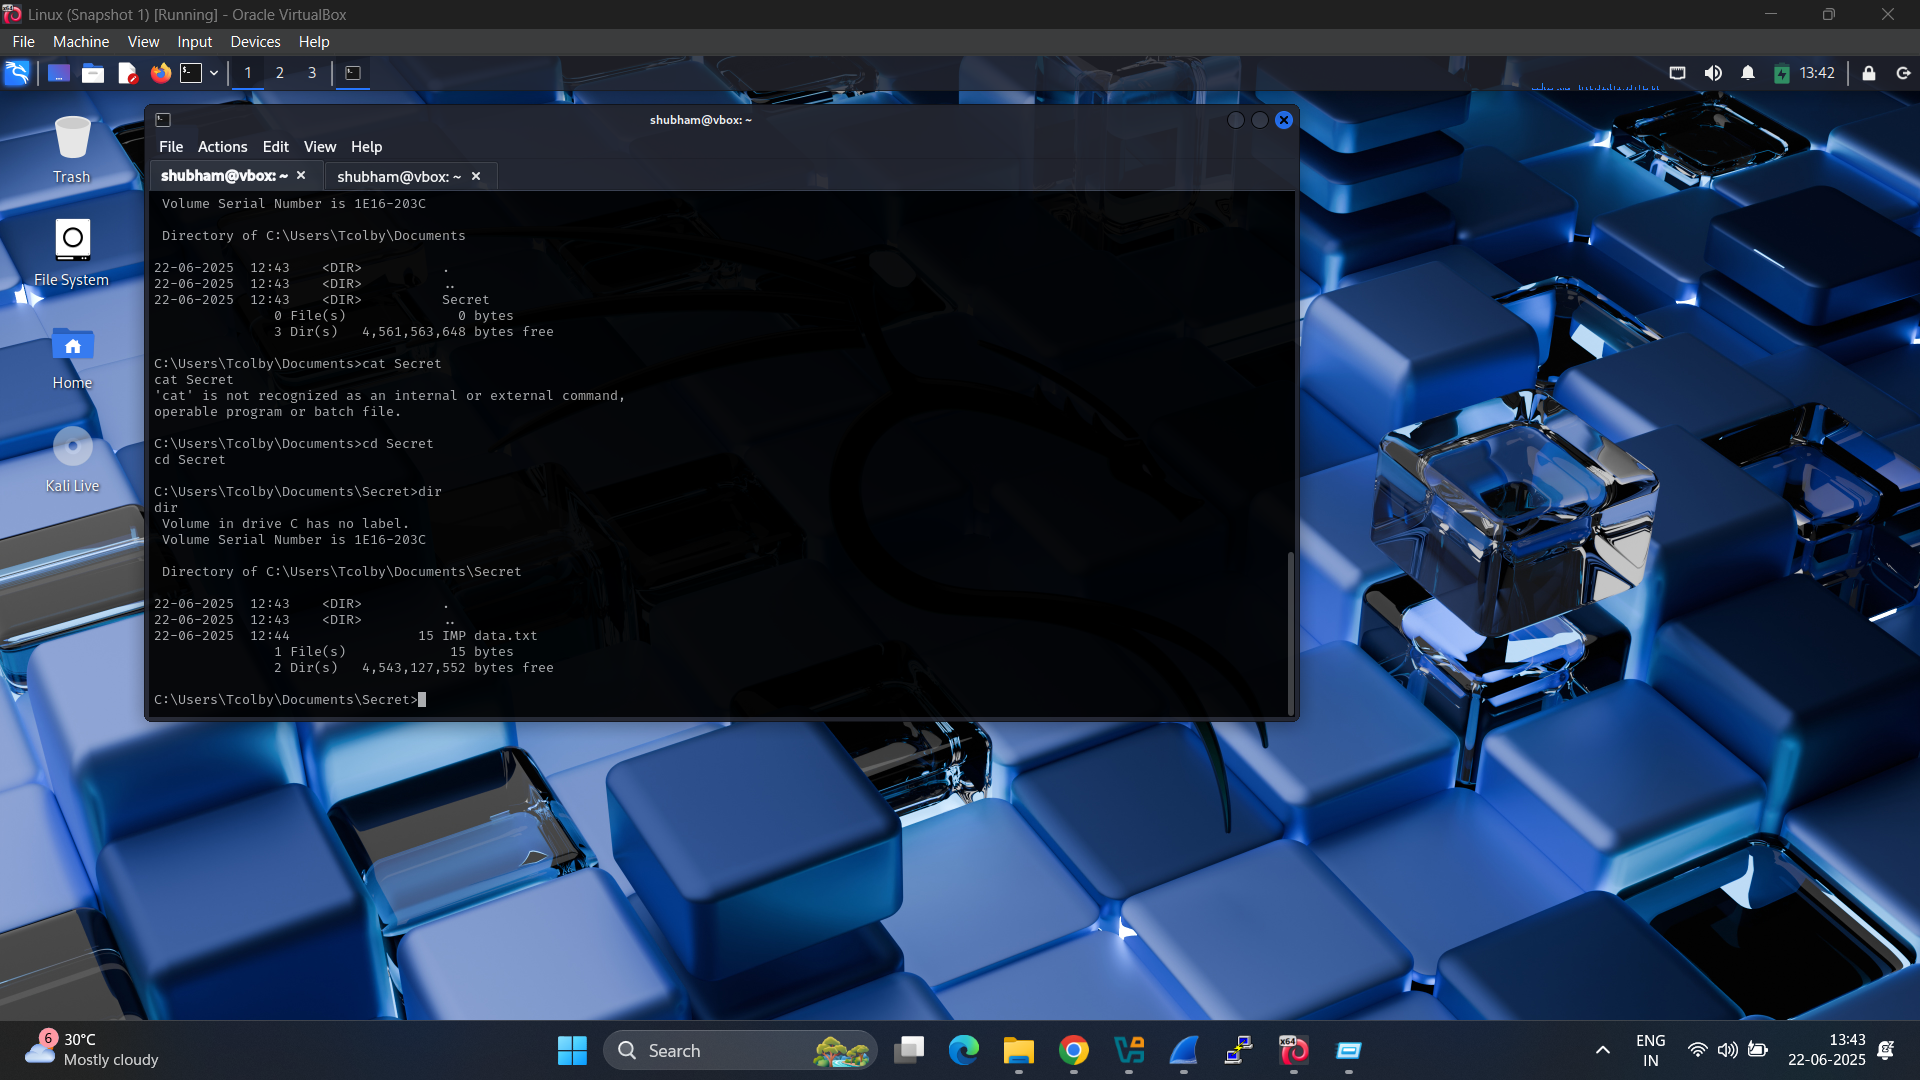 Linux (Snapshot 1) [Running] - Oracle VirtualBox
File Machine View Input Devices Help
1 2 3
13:42
Trash
File System
Home
Kali Live
shubham@vbox: ~
File Actions Edit View Help
shubham@vbox: ~ shubham@vbox: ~
Volume Serial Number is 1E16-203C
Directory of C:\Users\Tcolby\Documents
22-06-2025 12:43 <DIR> .
22-06-2025 12:43 <DIR> ..
22-06-2025 12:43 <DIR> Secret
0 File(s) 0 bytes
3 Dir(s) 4,561,563,648 bytes free
C:\Users\Tcolby\Documents>cat Secret
cat Secret
'cat' is not recognized as an internal or external command,
operable program or batch file.
C:\Users\Tcolby\Documents>cd Secret
cd Secret
C:\Users\Tcolby\Documents\Secret>dir
dir
Volume in drive C has no label.
Volume Serial Number is 1E16-203C
Directory of C:\Users\Tcolby\Documents\Secret
22-06-2025 12:43 <DIR> .
22-06-2025 12:43 <DIR> ..
22-06-2025 12:44 15 IMP data.txt
1 File(s) 15 bytes
2 Dir(s) 4,543,127,552 bytes free
C:\Users\Tcolby\Documents\Secret>
6
30°C
Mostly cloudy
Search
x64
ENG
IN
13:43
22-06-2025